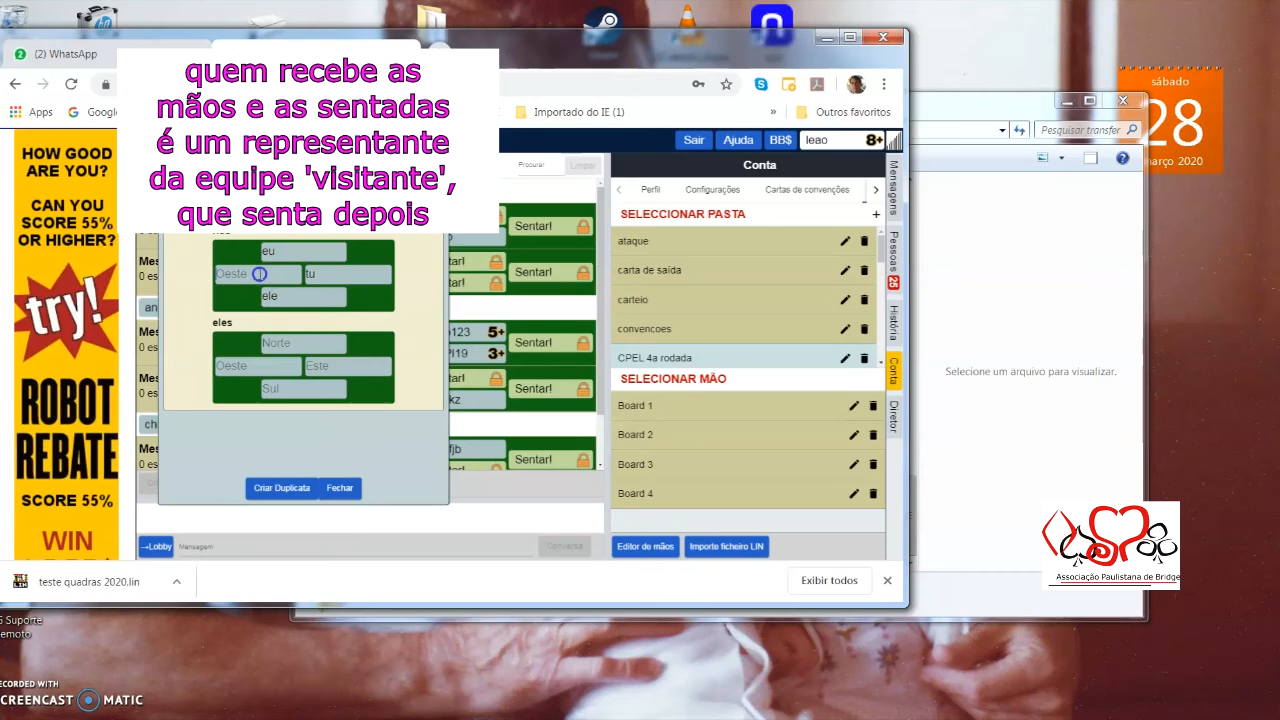 (2) WhatsApp
quem recebe as
mãos e as sentadas
é um representante
da equipe 'visitante',
que senta depois
Apps
Google
Importado do IE (1)
»
Outros favoritos
Sair
Ajuda
BB$
leao
8+
Procurar
Limpar
Conta
Perfil
Configurações
Cartas de convenções
SELECCIONAR PASTA
+
ataque
carta de saída
carteio
convencoes
CPEL 4a rodada
SELECIONAR MÃO
Board 1
Board 2
Board 3
Board 4
Editor de mãos
Importe ficheiro LIN
Mensagens
Pessoas
25
História
Conta
Diretor
HOW GOOD
ARE YOU?
CAN YOU
SCORE 55%
OR HIGHER?
try!
ROBOT
REBATE
SCORE 55%
WIN
eu
Oeste
tu
ele
eles
Norte
Oeste
Este
Sul
Criar Duplicata
Fechar
Sentar!
Sentar!
5+
Sentar!
3+
Sentar!
Sentar!
→Lobby
Mensagem
Conversa
teste quadras 2020.lin
Exibir todos
Pesquisar transfer
Selecione um arquivo para visualizar.
sábado
28
março 2020
Associação Paulistana de Bridge
RECORDED WITH
SCREENCAST
MATIC